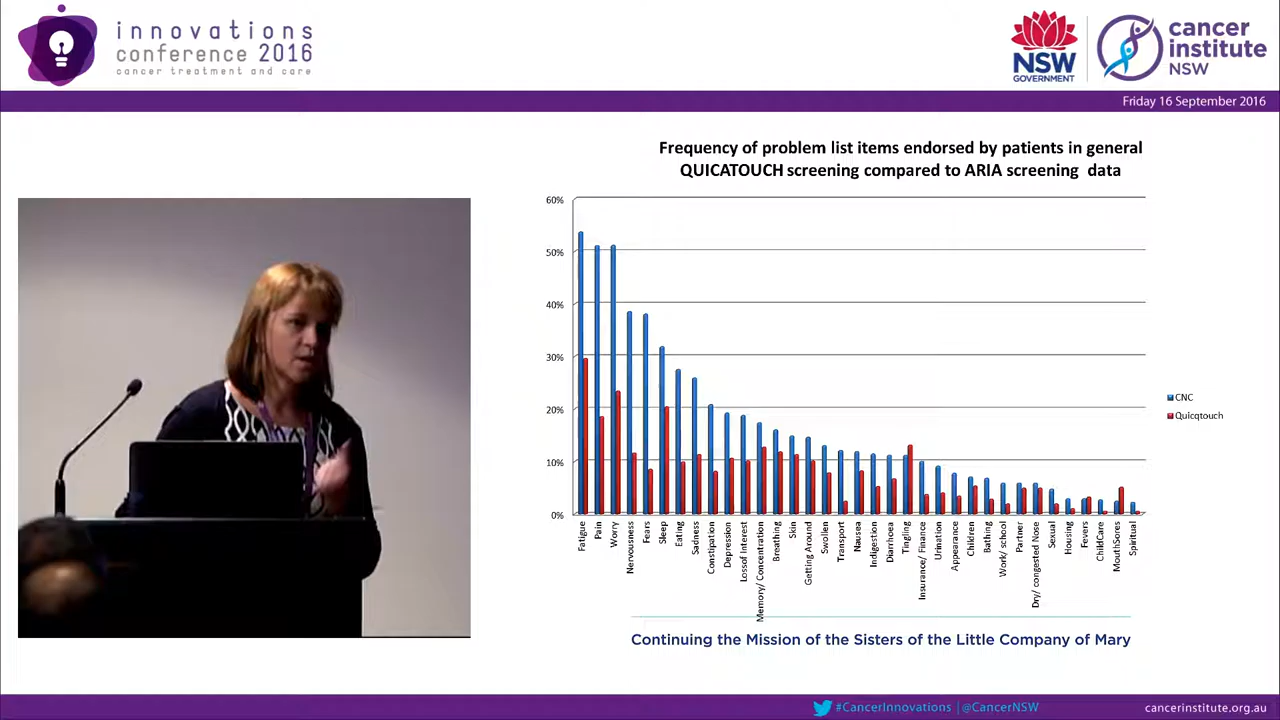 innovations
conference 2016
cancer treatment and care
NSW
GOVERNMENT
cancer
institute
NSW
Friday 16 September 2016
Frequency of problem list items endorsed by patients in general
QUICATOUCH screening compared to ARIA screening data
60%
50%
40%
30%
20%
10%
0%
CNC
Quicqtouch
Fatigue
Pain
Worry
Nervousness
Fears
Sleep
Eating
Sadness
Constipation
Depression
Lossof Interest
Memory/ Concentration
Breathing
Skin
Getting Around
Swollen
Transport
Nausea
Indigestion
Diarrhoea
Tingling
Insurance/ Finance
Urination
Appearance
Children
Bathing
Work/ school
Partner
Dry/ congested Nose
Sexual
Housing
Fevers
ChildCare
MouthSores
Spiritual
Continuing the Mission of the Sisters of the Little Company of Mary
#CancerInnovations | @CancerNSW
cancerinstitute.org.au